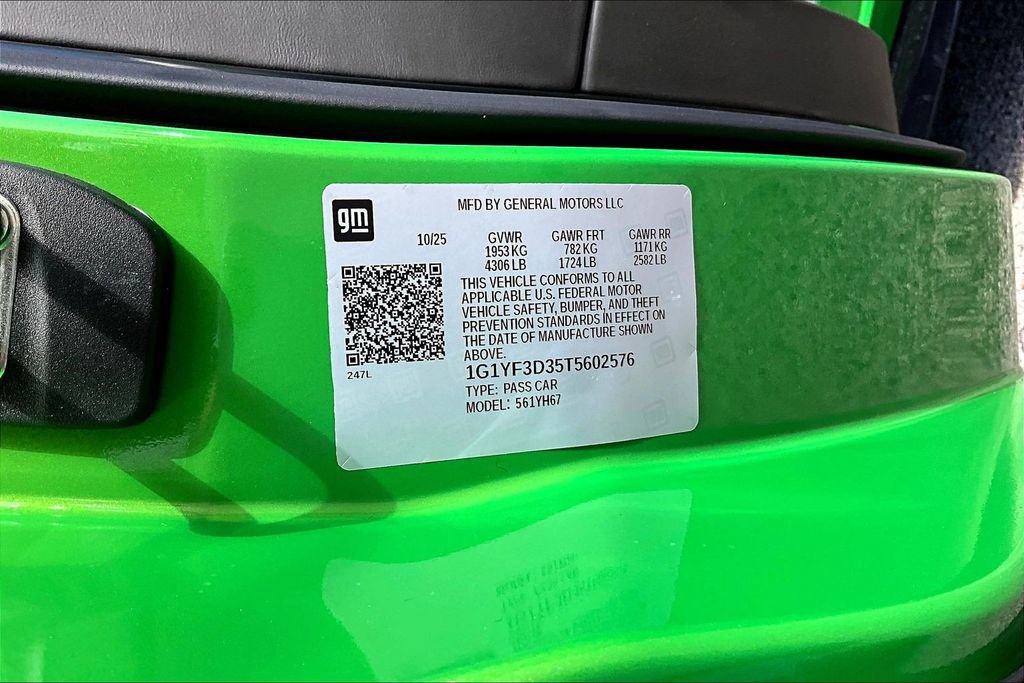 gm
MFD BY GENERAL MOTORS LLC
10/25 GVWR GAWR FRT GAWR RR
1953 KG 782 KG 1171 KG
4306 LB 1724 LB 2582 LB
THIS VEHICLE CONFORMS TO ALL
APPLICABLE U.S. FEDERAL MOTOR
VEHICLE SAFETY, BUMPER, AND THEFT
PREVENTION STANDARDS IN EFFECT ON
THE DATE OF MANUFACTURE SHOWN
ABOVE.
247L
1G1YF3D35T5602576
TYPE: PASS CAR
MODEL: 561YH67